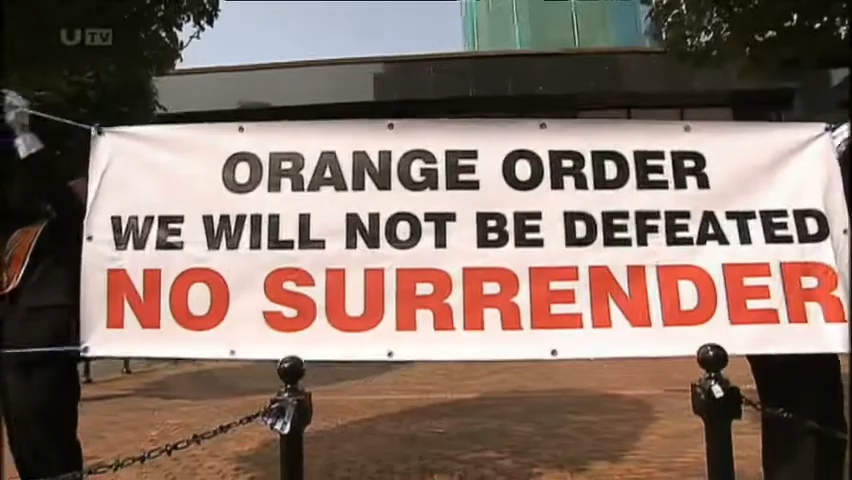 UTV
ORANGE ORDER
WE WILL NOT BE DEFEATED
NO SURRENDER